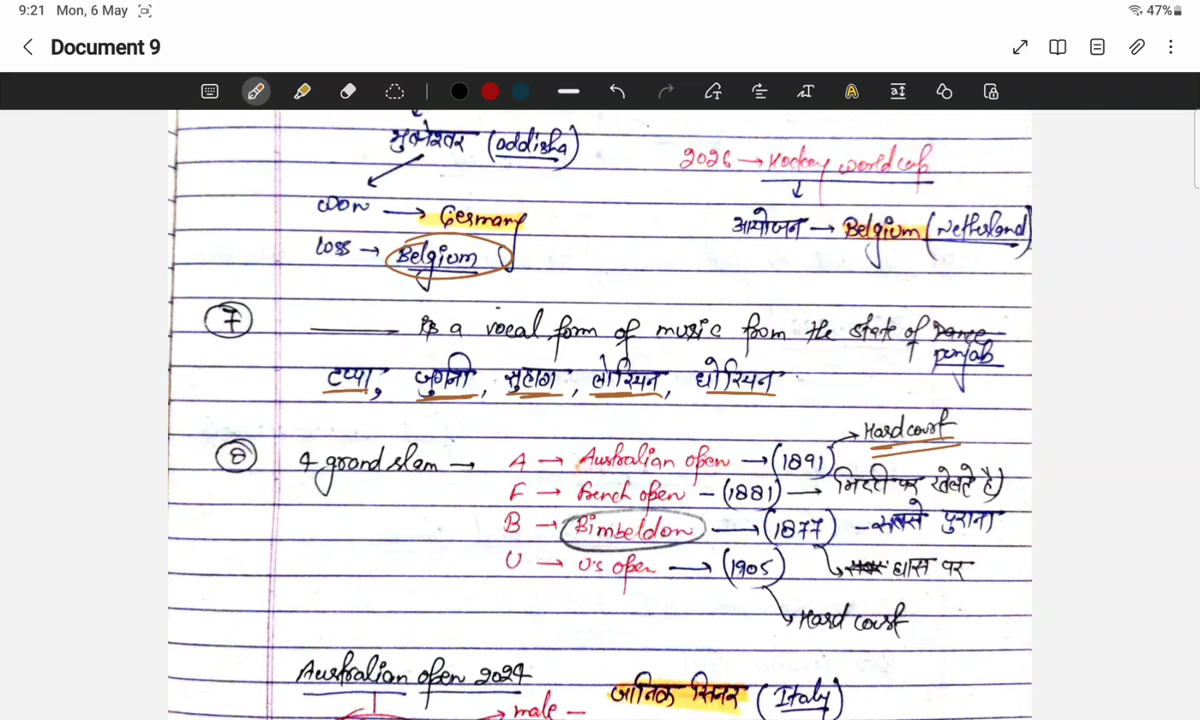 9:21 Mon, 6 May 47%
Document 9
भुवनेश्वर (oddisha)
2026 → Hockey world cup
won → Germany
आयोजन → Belgium (Netherland)
loss → Belgium
7 ______ is a vocal form of music from the state of
punjab
टप्पा, जुगनी, सुहाग, लोरियन, धोरियन
→ Hard court
8 4 grand slam → A → Australian open → (1891)
F → french open - (1881) → मिट्टी पर खेलते है)
B → Bimbeldon → (1877) - सबसे पुराना
U → U's open → (1905) घास पर
Hard court
Australian open 2024
जानिक सिनर (Italy)
→ male -